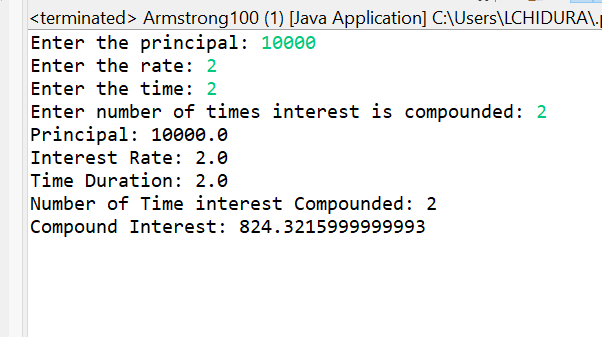 <terminated> Armstrong100 (1) [Java Application] C:\Users\LCHIDURA\.p
Enter the principal: 10000
Enter the rate: 2
Enter the time: 2
Enter number of times interest is compounded: 2
Principal: 10000.0
Interest Rate: 2.0
Time Duration: 2.0
Number of Time interest Compounded: 2
Compound Interest: 824.3215999999993